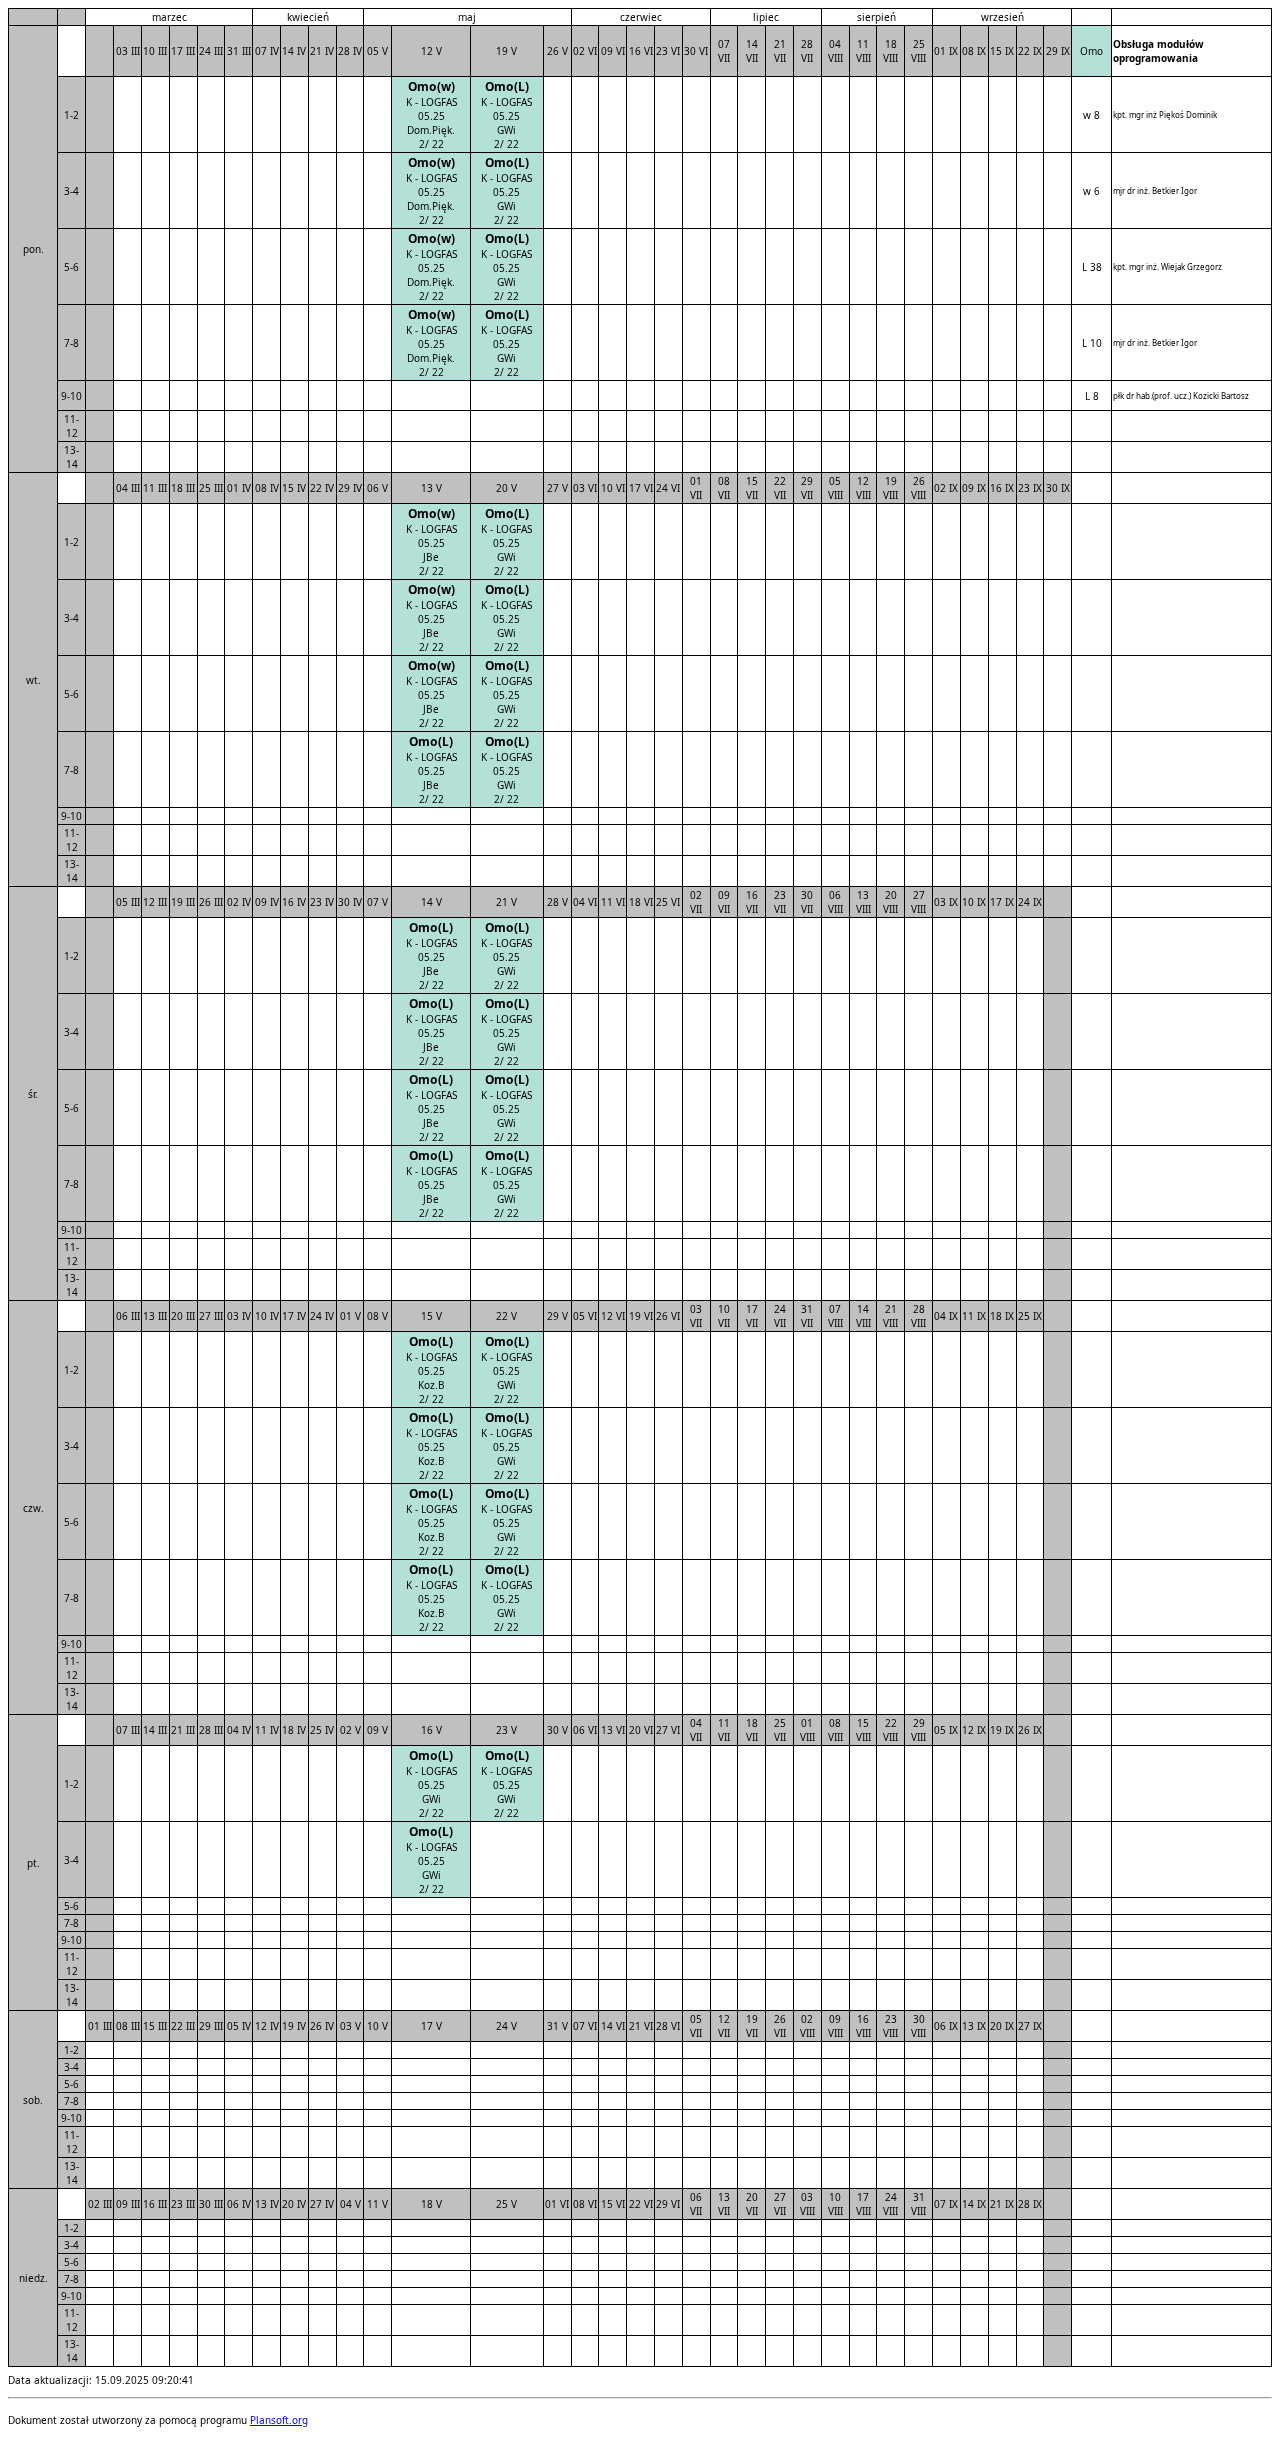 marzec kwiecień maj czerwiec lipiec sierpień wrzesień
pon. 03 III 10 III 17 III 24 III 31 III 07 IV 14 IV 21 IV 28 IV 05 V 12 V 19 V 26 V 02 VI 09 VI 16 VI 23 VI 30 VI 07 VII 14 VII 21 VII 28 VII 04 VIII 11 VIII 18 VIII 25 VIII 01 IX 08 IX 15 IX 22 IX 29 IX Omo Obsługa modułów oprogramowania
1-2 Omo(w) Omo(L) w 8 kpt. mgr inż Piękoś Dominik
K - LOGFAS K - LOGFAS
05.25 05.25
Dom.Pięk. GWi
2/ 22 2/ 22
3-4 Omo(w) Omo(L) w 6 mjr dr inż. Betkier Igor
K - LOGFAS K - LOGFAS
05.25 05.25
Dom.Pięk. GWi
2/ 22 2/ 22
5-6 Omo(w) Omo(L) L 38 kpt. mgr inż. Wiejak Grzegorz
K - LOGFAS K - LOGFAS
05.25 05.25
Dom.Pięk. GWi
2/ 22 2/ 22
7-8 Omo(w) Omo(L) L 10 mjr dr inż. Betkier Igor
K - LOGFAS K - LOGFAS
05.25 05.25
Dom.Pięk. GWi
2/ 22 2/ 22
9-10 L 8 płk dr hab.(prof. ucz.) Kozicki Bartosz
11-12
13-14
wt. 04 III 11 III 18 III 25 III 01 IV 08 IV 15 IV 22 IV 29 IV 06 V 13 V 20 V 27 V 03 VI 10 VI 17 VI 24 VI 01 VII 08 VII 15 VII 22 VII 29 VII 05 VIII 12 VIII 19 VIII 26 VIII 02 IX 09 IX 16 IX 23 IX 30 IX
1-2 Omo(w) Omo(L)
K - LOGFAS K - LOGFAS
05.25 05.25
JBe GWi
2/ 22 2/ 22
3-4 Omo(w) Omo(L)
K - LOGFAS K - LOGFAS
05.25 05.25
JBe GWi
2/ 22 2/ 22
5-6 Omo(w) Omo(L)
K - LOGFAS K - LOGFAS
05.25 05.25
JBe GWi
2/ 22 2/ 22
7-8 Omo(L) Omo(L)
K - LOGFAS K - LOGFAS
05.25 05.25
JBe GWi
2/ 22 2/ 22
9-10
11-12
13-14
śr. 05 III 12 III 19 III 26 III 02 IV 09 IV 16 IV 23 IV 30 IV 07 V 14 V 21 V 28 V 04 VI 11 VI 18 VI 25 VI 02 VII 09 VII 16 VII 23 VII 30 VII 06 VIII 13 VIII 20 VIII 27 VIII 03 IX 10 IX 17 IX 24 IX
1-2 Omo(L) Omo(L)
K - LOGFAS K - LOGFAS
05.25 05.25
JBe GWi
2/ 22 2/ 22
3-4 Omo(L) Omo(L)
K - LOGFAS K - LOGFAS
05.25 05.25
JBe GWi
2/ 22 2/ 22
5-6 Omo(L) Omo(L)
K - LOGFAS K - LOGFAS
05.25 05.25
JBe GWi
2/ 22 2/ 22
7-8 Omo(L) Omo(L)
K - LOGFAS K - LOGFAS
05.25 05.25
JBe GWi
2/ 22 2/ 22
9-10
11-12
13-14
czw. 06 III 13 III 20 III 27 III 03 IV 10 IV 17 IV 24 IV 01 V 08 V 15 V 22 V 29 V 05 VI 12 VI 19 VI 26 VI 03 VII 10 VII 17 VII 24 VII 31 VII 07 VIII 14 VIII 21 VIII 28 VIII 04 IX 11 IX 18 IX 25 IX
1-2 Omo(L) Omo(L)
K - LOGFAS K - LOGFAS
05.25 05.25
Koz.B GWi
2/ 22 2/ 22
3-4 Omo(L) Omo(L)
K - LOGFAS K - LOGFAS
05.25 05.25
Koz.B GWi
2/ 22 2/ 22
5-6 Omo(L) Omo(L)
K - LOGFAS K - LOGFAS
05.25 05.25
Koz.B GWi
2/ 22 2/ 22
7-8 Omo(L) Omo(L)
K - LOGFAS K - LOGFAS
05.25 05.25
Koz.B GWi
2/ 22 2/ 22
9-10
11-12
13-14
pt. 07 III 14 III 21 III 28 III 04 IV 11 IV 18 IV 25 IV 02 V 09 V 16 V 23 V 30 V 06 VI 13 VI 20 VI 27 VI 04 VII 11 VII 18 VII 25 VII 01 VIII 08 VIII 15 VIII 22 VIII 29 VIII 05 IX 12 IX 19 IX 26 IX
1-2 Omo(L) Omo(L)
K - LOGFAS K - LOGFAS
05.25 05.25
GWi GWi
2/ 22 2/ 22
3-4 Omo(L)
K - LOGFAS
05.25
GWi
2/ 22
5-6
7-8
9-10
11-12
13-14
sob. 01 III 08 III 15 III 22 III 29 III 05 IV 12 IV 19 IV 26 IV 03 V 10 V 17 V 24 V 31 V 07 VI 14 VI 21 VI 28 VI 05 VII 12 VII 19 VII 26 VII 02 VIII 09 VIII 16 VIII 23 VIII 30 VIII 06 IX 13 IX 20 IX 27 IX
1-2
3-4
5-6
7-8
9-10
11-12
13-14
niedz. 02 III 09 III 16 III 23 III 30 III 06 IV 13 IV 20 IV 27 IV 04 V 11 V 18 V 25 V 01 VI 08 VI 15 VI 22 VI 29 VI 06 VII 13 VII 20 VII 27 VII 03 VIII 10 VIII 17 VIII 24 VIII 31 VIII 07 IX 14 IX 21 IX 28 IX
1-2
3-4
5-6
7-8
9-10
11-12
13-14
Data aktualizacji: 15.09.2025 09:20:41
Dokument został utworzony za pomocą programu Plansoft.org